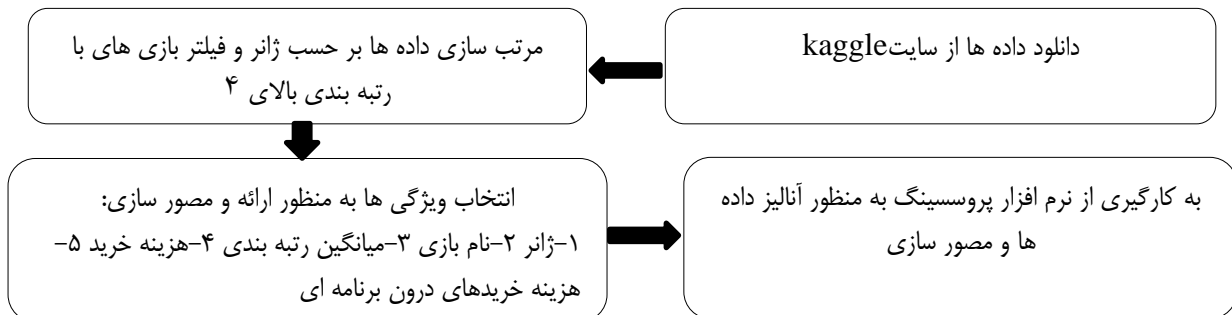 دانلود داده ها از سایتkaggle
مرتب سازی داده ها بر حسب ژانر و فیلتر بازی های با
رتبه بندی بالای ۴
انتخاب ویژگی ها به منظور ارائه و مصور سازی:
۱-ژانر ۲-نام بازی ۳-میانگین رتبه بندی ۴-هزینه خرید ۵-
هزینه خریدهای درون برنامه ای
به کارگیری از نرم افزار پروسسینگ به منظور آنالیز داده
ها و مصور سازی